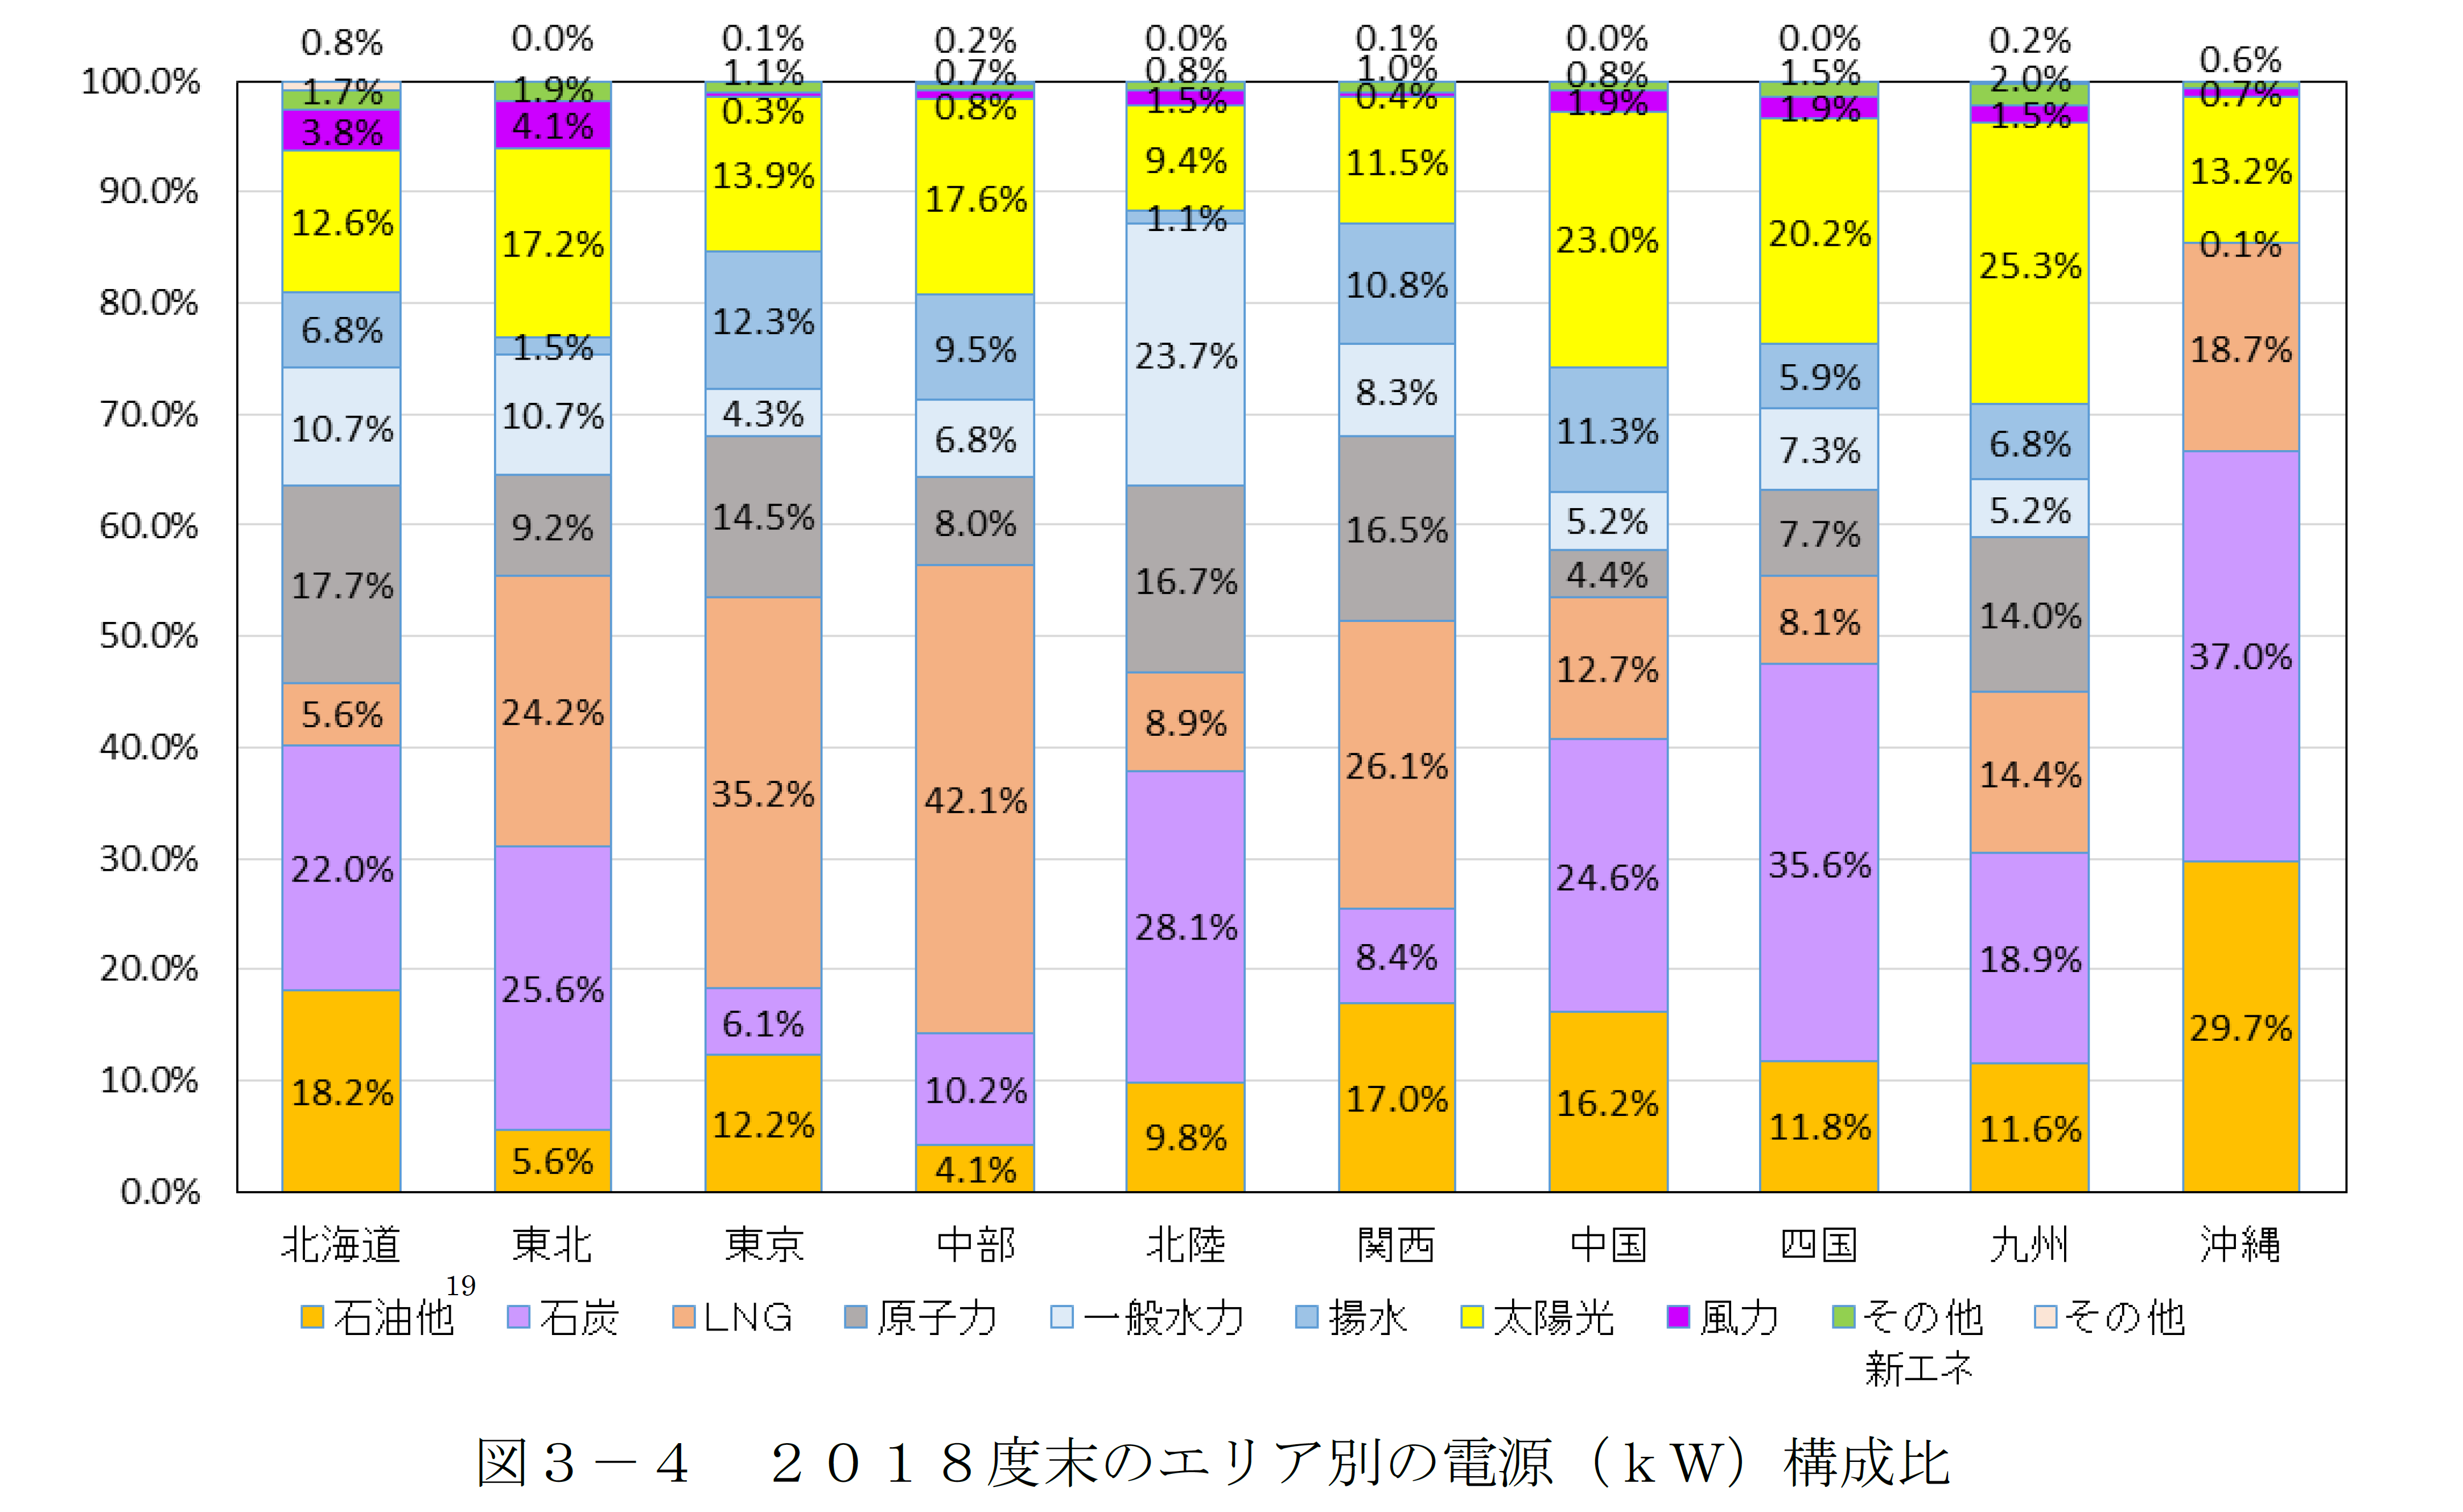 0.8% 0.0% 0.1% 0.2% 0.0% 0.1% 0.0% 0.0% 0.2% 0.6%
100.0% 1.7% 1.9% 1.1% 0.7% 0.8% 1.0% 0.8% 1.5% 2.0% 0.7%
3.8% 4.1% 0.3% 0.8% 1.5% 0.4% 1.9% 1.9% 1.5%
90.0% 12.6% 17.2% 13.9% 17.6% 9.4% 11.5% 23.0% 20.2% 25.3% 13.2%
80.0% 6.8% 1.5% 12.3% 9.5% 1.1% 10.8% 11.3% 5.9% 6.8% 0.1%
70.0% 10.7% 10.7% 4.3% 6.8% 23.7% 8.3% 5.2% 7.3% 5.2%
60.0% 17.7% 9.2% 14.5% 8.0% 16.7% 16.5% 4.4% 7.7% 14.0%
50.0% 5.6% 24.2% 35.2% 42.1% 8.9% 26.1% 12.7% 8.1% 14.4% 18.7%
40.0% 22.0% 25.6% 6.1% 10.2% 28.1% 8.4% 24.6% 35.6% 18.9% 37.0%
30.0%
20.0%
10.0% 18.2% 5.6% 12.2% 4.1% 9.8% 17.0% 16.2% 11.8% 11.6% 29.7%
0.0%
北海道 東北 東京 中部 北陸 関西 中国 四国 九州 沖縄
石油他19 石炭 LNG 原子力 一般水力 揚水 太陽光 風力 その他 その他
新エネ
図3－4　2018度末のエリア別の電源（kW）構成比